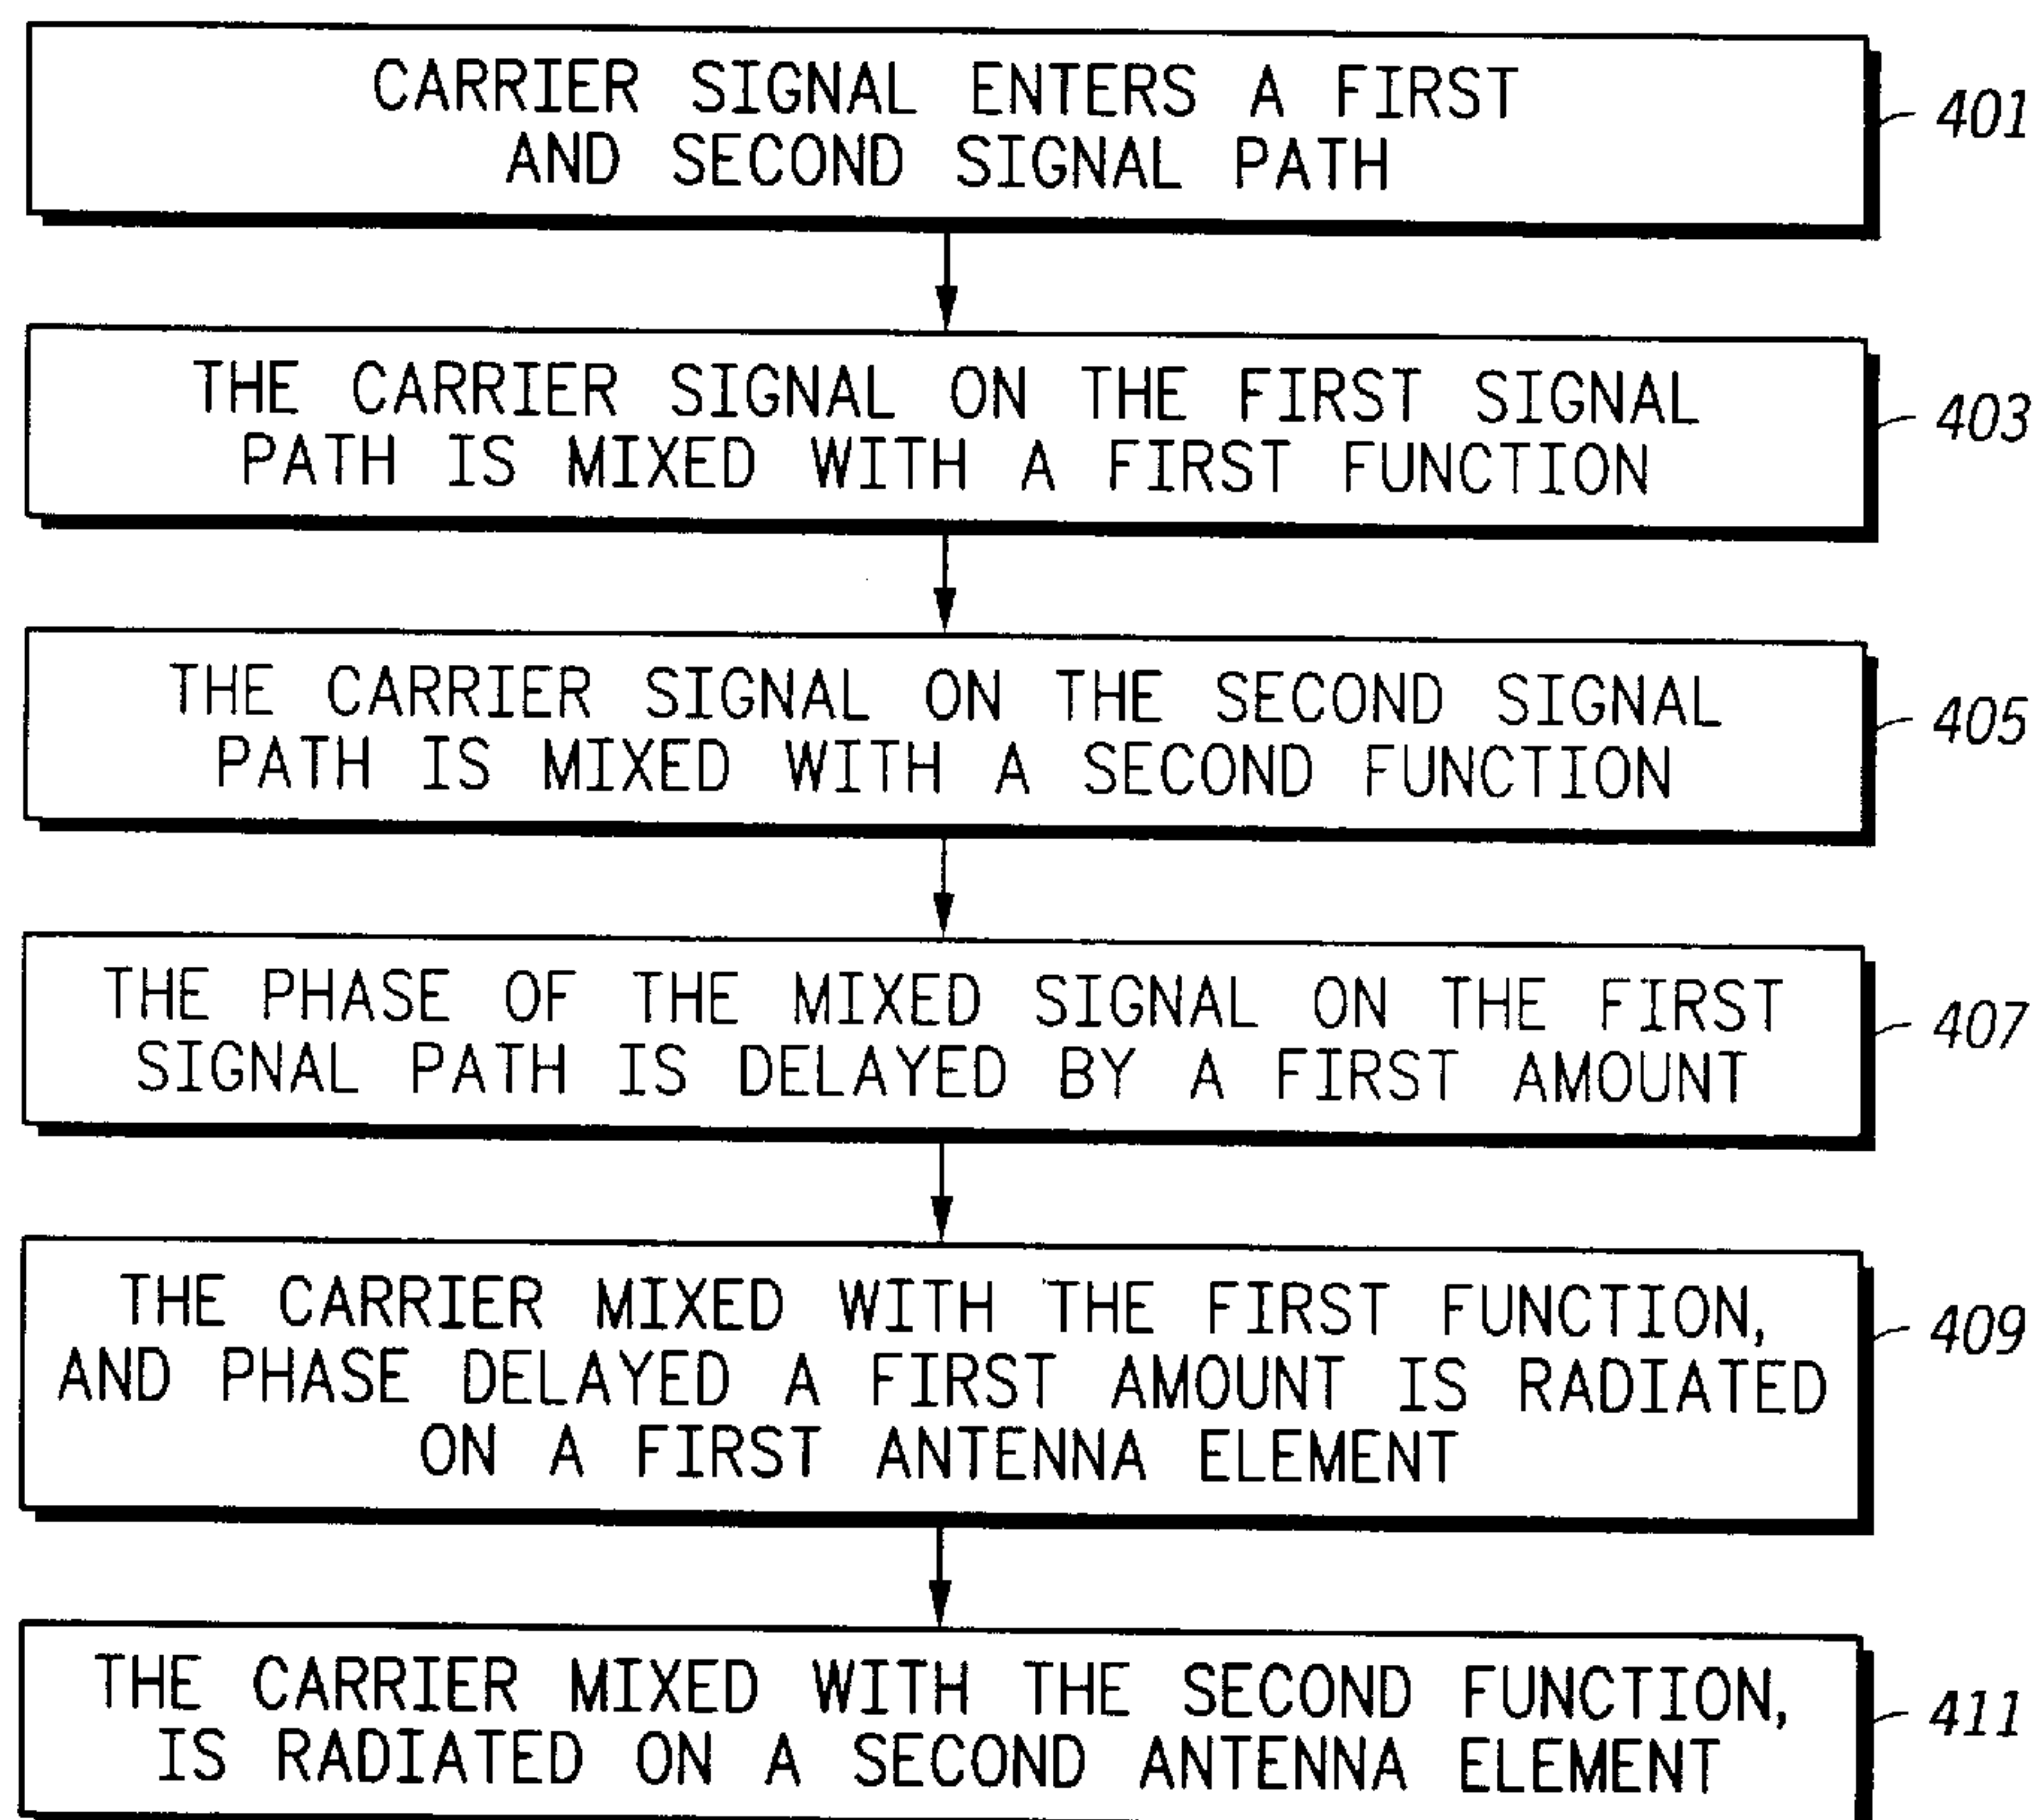 CARRIER SIGNAL ENTERS A FIRST
AND SECOND SIGNAL PATH
401
THE CARRIER SIGNAL ON THE FIRST SIGNAL
PATH IS MIXED WITH A FIRST FUNCTION
403
THE CARRIER SIGNAL ON THE SECOND SIGNAL
PATH IS MIXED WITH A SECOND FUNCTION
405
THE PHASE OF THE MIXED SIGNAL ON THE FIRST
SIGNAL PATH IS DELAYED BY A FIRST AMOUNT
407
THE CARRIER MIXED WITH THE FIRST FUNCTION,
AND PHASE DELAYED A FIRST AMOUNT IS RADIATED
ON A FIRST ANTENNA ELEMENT
409
THE CARRIER MIXED WITH THE SECOND FUNCTION,
IS RADIATED ON A SECOND ANTENNA ELEMENT
411